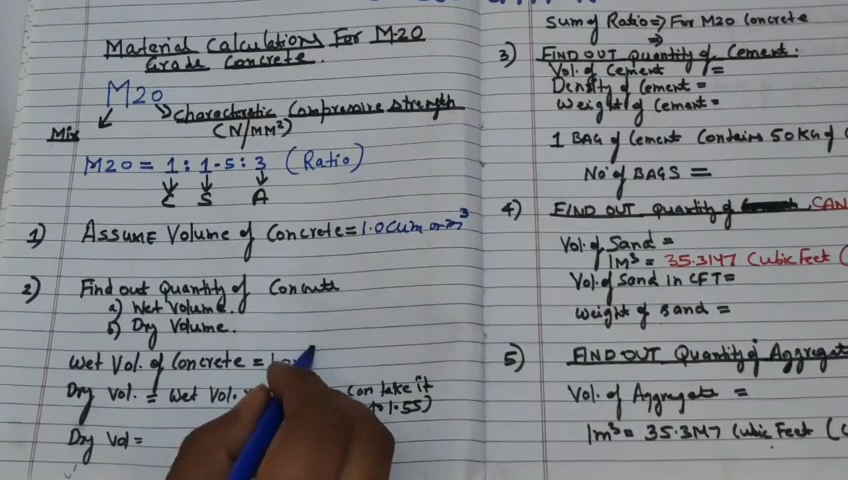 Material Calculations For M-20
Grade Concrete.
M20
Mix
Charactretic Compressive strength
(N/MM²)
M20 = 1 : 1.5 : 3 (Ratio)
C S A
1) Assume Volume of Concrete = 1.0 Cum or m³
2) Find out Quantity of Concrete
a) Wet Volume.
b) Dry Volume.
Wet Vol. of Concrete = 1.0
Dry Vol. = Wet Vol. can take it
to 1.55)
Dry Vol =
Sum of Ratio => For M20 Concrete
=>
3) FIND OUT Quantity of Cement:
Vol. of Cement =
Density of Cement =
Weight of Cement =
1 BAG of Cement Contains 50 KG of
No of BAGS =
4) FIND OUT Quantity of
Vol. of Sand =
1M³ = 35.3147 Cubic Feet (
Vol. of Sand in CFT =
Weight of Sand =
5) FIND OUT Quantity of Aggregate
Vol. of Aggregate =
1m³ = 35.3147 Cubic Feet (